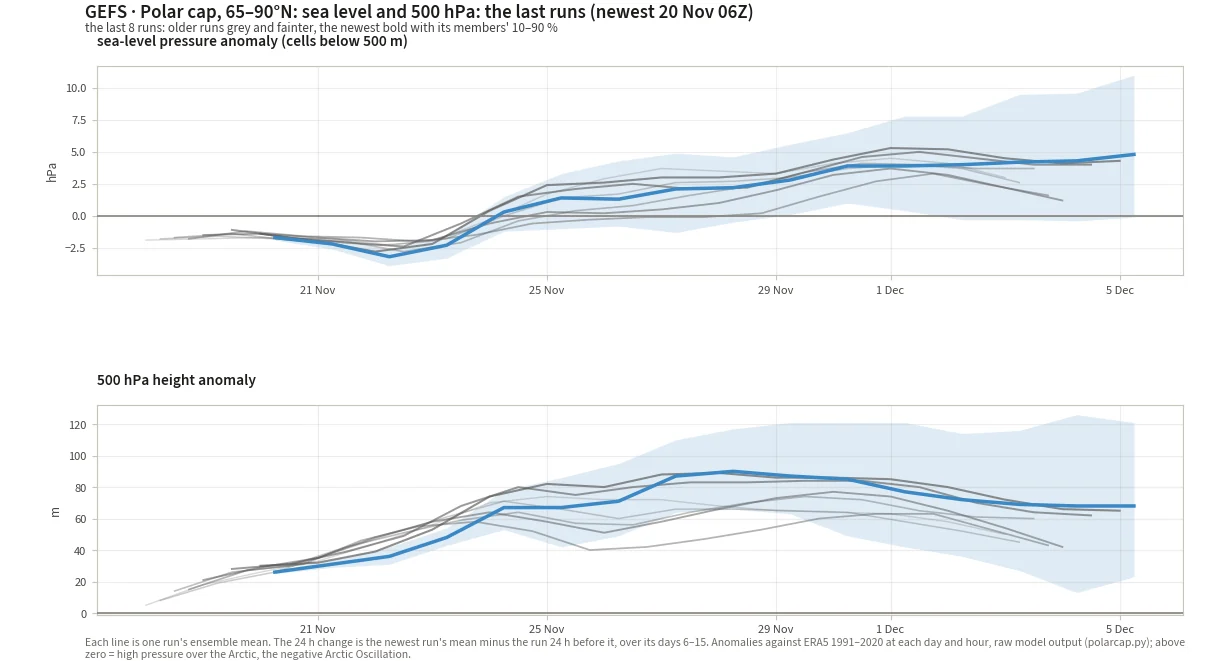 GEFS · Polar cap, 65–90°N: sea level and 500 hPa: the last runs (newest 20 Nov 06Z)
the last 8 runs: older runs grey and fainter, the newest bold with its members' 10–90 %
sea-level pressure anomaly (cells below 500 m)
10.0
7.5
5.0
2.5
0.0
−2.5
hPa
21 Nov
25 Nov
29 Nov
1 Dec
5 Dec
500 hPa height anomaly
120
100
80
60
40
20
0
m
21 Nov
25 Nov
29 Nov
1 Dec
5 Dec
Each line is one run's ensemble mean. The 24 h change is the newest run's mean minus the run 24 h before it, over its days 6–15. Anomalies against ERA5 1991–2020 at each day and hour, raw model output (polarcap.py); above
zero = high pressure over the Arctic, the negative Arctic Oscillation.